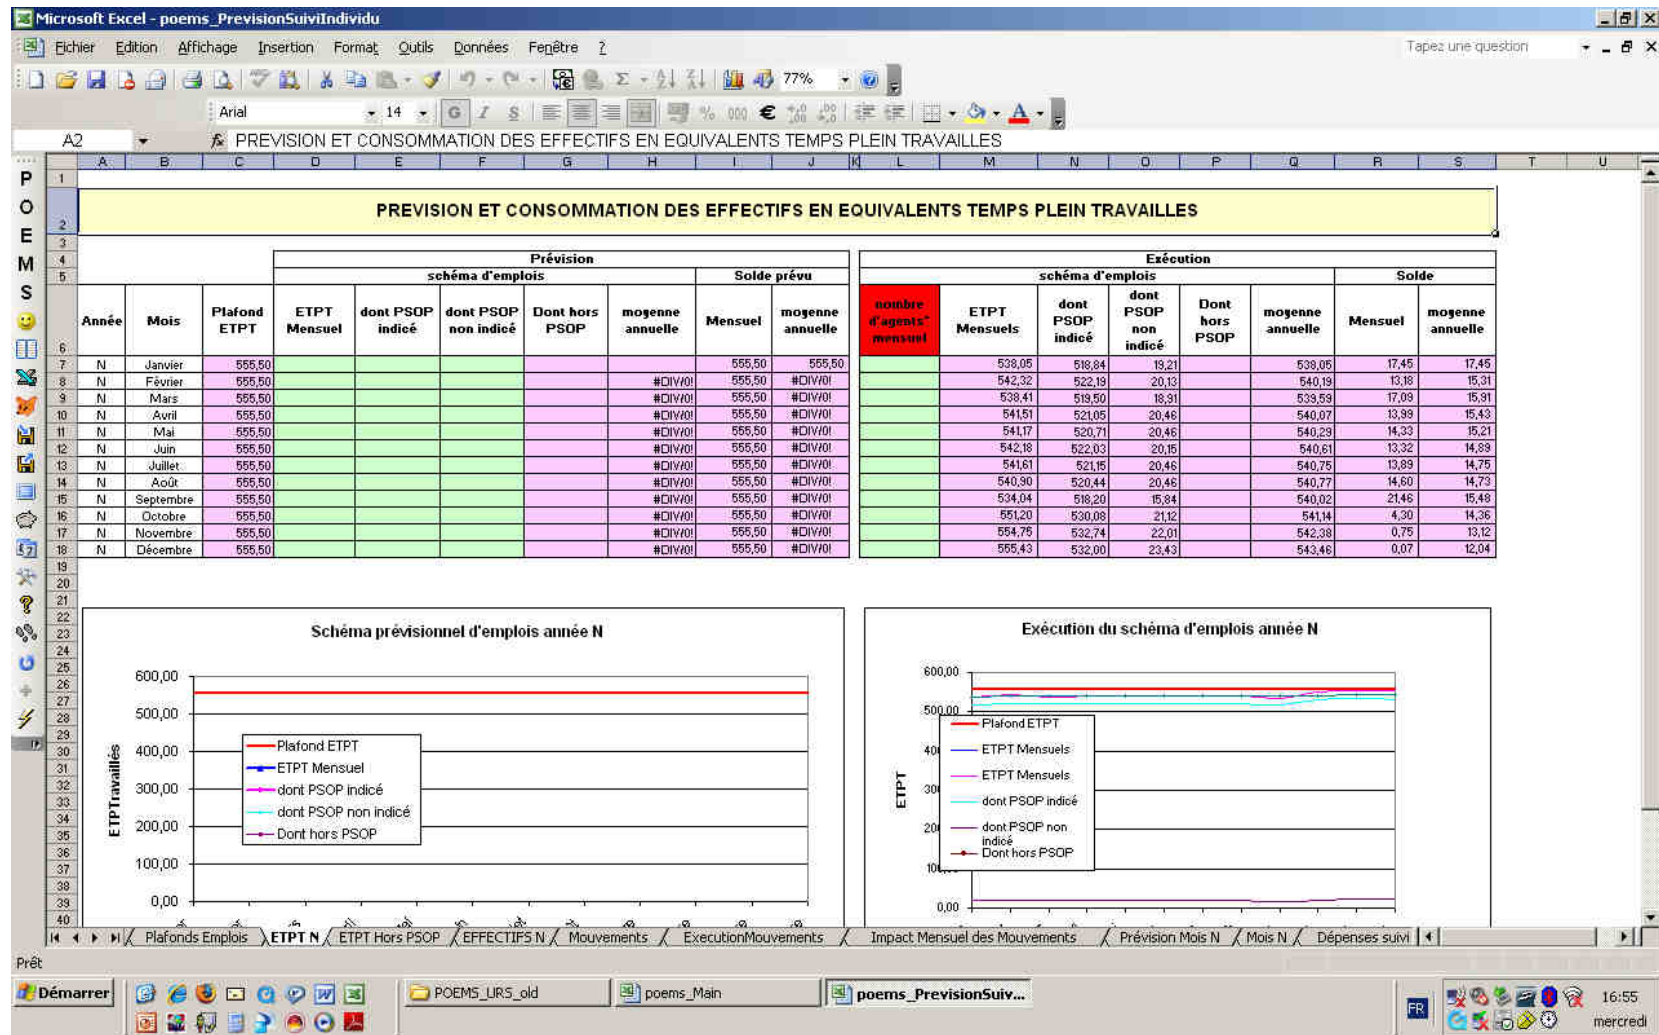 Microsoft Excel - poems_PrevisionSuiviIndividu
Fichier Edition Affichage Insertion Format Outils Données Fenêtre ? Tapez une question
77%
Arial 14 G I S % 000 €
A2 fx PREVISION ET CONSOMMATION DES EFFECTIFS EN EQUIVALENTS TEMPS PLEIN TRAVAILLES
A B C D E F G H I J K L M N O P Q R S T U
POEMS
PREVISION ET CONSOMMATION DES EFFECTIFS EN EQUIVALENTS TEMPS PLEIN TRAVAILLES
Prévision Exécution
schéma d'emplois Solde prévu schéma d'emplois Solde
Année Mois Plafond ETPT ETPT Mensuel dont PSOP indicé dont PSOP non indicé Dont hors PSOP moyenne annuelle Mensuel moyenne annuelle nombre d'agents* mensuel ETPT Mensuels dont PSOP indicé dont PSOP non indicé Dont hors PSOP moyenne annuelle Mensuel moyenne annuelle
7 N Janvier 555,50 555,50 555,50 538,05 518,84 19,21 538,05 17,45 17,45
8 N Février 555,50 #DIV/0! 555,50 #DIV/0! 542,32 522,19 20,13 540,19 13,18 15,31
9 N Mars 555,50 #DIV/0! 555,50 #DIV/0! 538,41 519,50 18,91 539,59 17,09 15,91
10 N Avril 555,50 #DIV/0! 555,50 #DIV/0! 541,51 521,05 20,46 540,07 13,99 15,43
11 N Mai 555,50 #DIV/0! 555,50 #DIV/0! 541,17 520,71 20,46 540,29 14,33 15,21
12 N Juin 555,50 #DIV/0! 555,50 #DIV/0! 542,18 522,03 20,15 540,61 13,32 14,89
13 N Juillet 555,50 #DIV/0! 555,50 #DIV/0! 541,61 521,15 20,46 540,75 13,89 14,75
14 N Août 555,50 #DIV/0! 555,50 #DIV/0! 540,90 520,44 20,46 540,77 14,60 14,73
15 N Septembre 555,50 #DIV/0! 555,50 #DIV/0! 534,04 518,20 15,84 540,02 21,46 15,48
16 N Octobre 555,50 #DIV/0! 555,50 #DIV/0! 551,20 530,08 21,12 541,14 4,30 14,36
17 N Novembre 555,50 #DIV/0! 555,50 #DIV/0! 554,75 532,74 22,01 542,38 0,75 13,12
18 N Décembre 555,50 #DIV/0! 555,50 #DIV/0! 555,43 532,00 23,43 543,46 0,07 12,04
Schéma prévisionnel d'emplois année N
ETPTravaillés
600,00
500,00
400,00
300,00
200,00
100,00
0,00
Plafond ETPT
ETPT Mensuel
dont PSOP indicé
dont PSOP non indicé
Dont hors PSOP
Exécution du schéma d'emplois année N
ETPT
600,00
500,00
0,00
Plafond ETPT
ETPT Mensuels
ETPT Mensuels
dont PSOP indicé
dont PSOP non
indicé
Dont hors PSOP
Plafonds Emplois ETPT N ETPT Hors PSOP EFFECTIFS N Mouvements ExecutionMouvements Impact Mensuel des Mouvements Prévision Mois N Mois N Dépenses suivi
Prêt
Démarrer POEMS_URS_old poems_Main poems_PrevisionSuiv... FR 16:55
mercredi